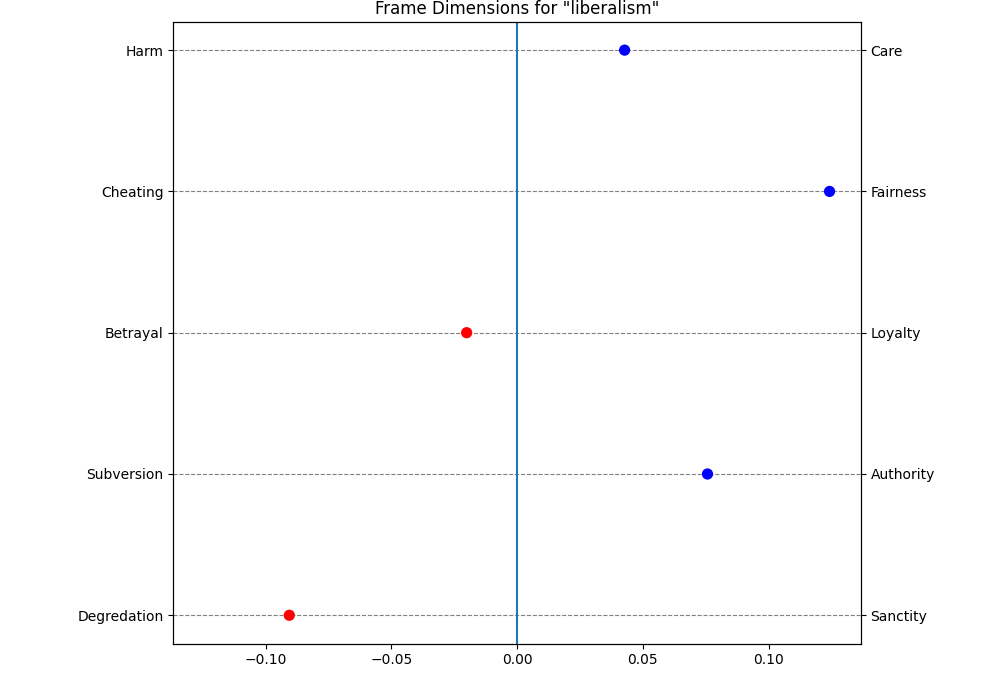 Frame Dimensions for "liberalism"
Harm Care
Cheating Fairness
Betrayal Loyalty
Subversion Authority
Degredation Sanctity
−0.10 −0.05 0.00 0.05 0.10